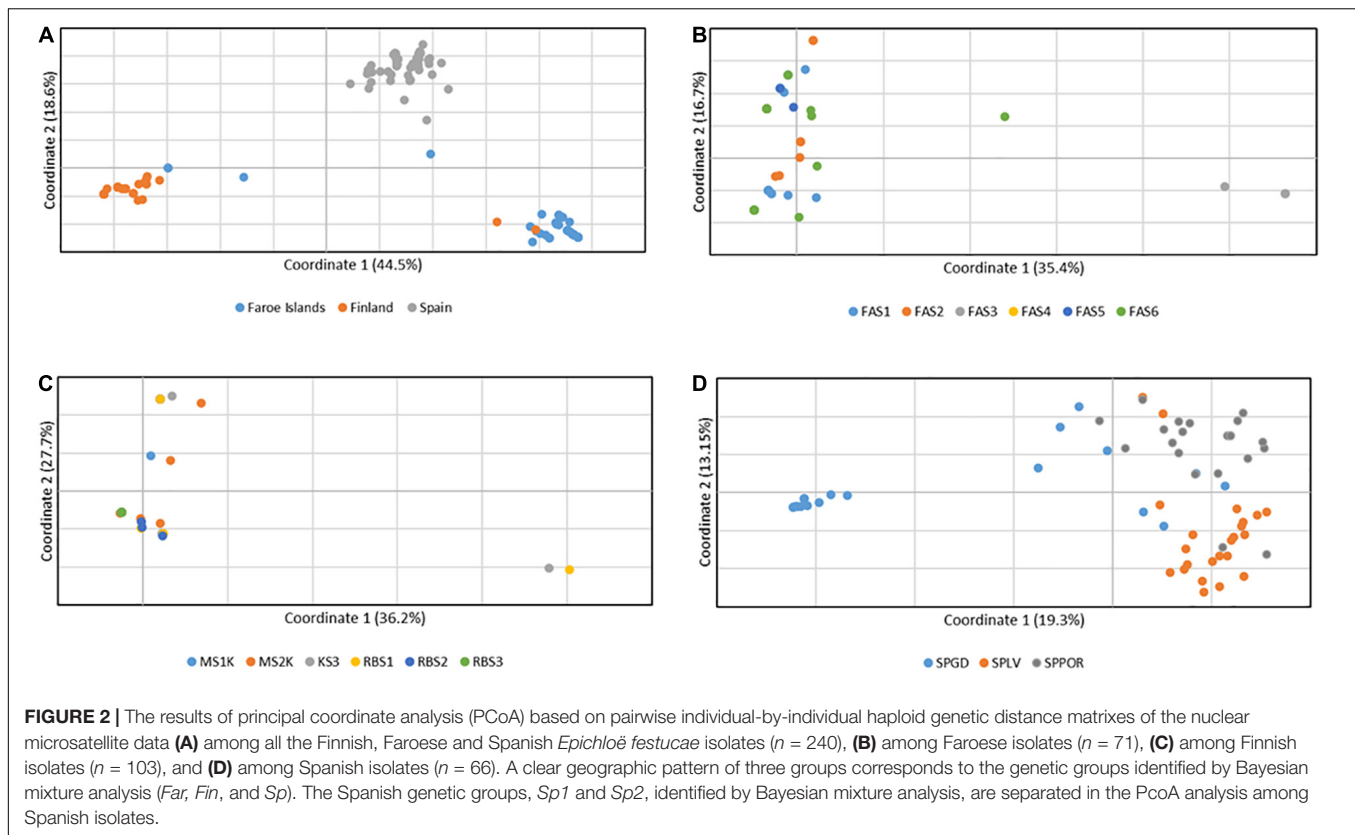 A
Coordinate 2 (18.6%)
Coordinate 1 (44.5%)
Faroe Islands Finland Spain
B
Coordinate 2 (16.7%)
Coordinate 1 (35.4%)
FAS1 FAS2 FAS3 FAS4 FAS5 FAS6
C
Coordinate 2 (27.7%)
Coordinate 1 (36.2%)
MS1K MS2K KS3 RBS1 RBS2 RBS3
D
Coordinate 2 (13.15%)
Coordinate 1 (19.3%)
SPGD SPLV SPPOR
FIGURE 2 | The results of principal coordinate analysis (PCoA) based on pairwise individual-by-individual haploid genetic distance matrixes of the nuclear
microsatellite data (A) among all the Finnish, Faroese and Spanish Epichloë festucae isolates (n = 240), (B) among Faroese isolates (n = 71), (C) among Finnish
isolates (n = 103), and (D) among Spanish isolates (n = 66). A clear geographic pattern of three groups corresponds to the genetic groups identified by Bayesian
mixture analysis (Far, Fin, and Sp). The Spanish genetic groups, Sp1 and Sp2, identified by Bayesian mixture analysis, are separated in the PcoA analysis among
Spanish isolates.